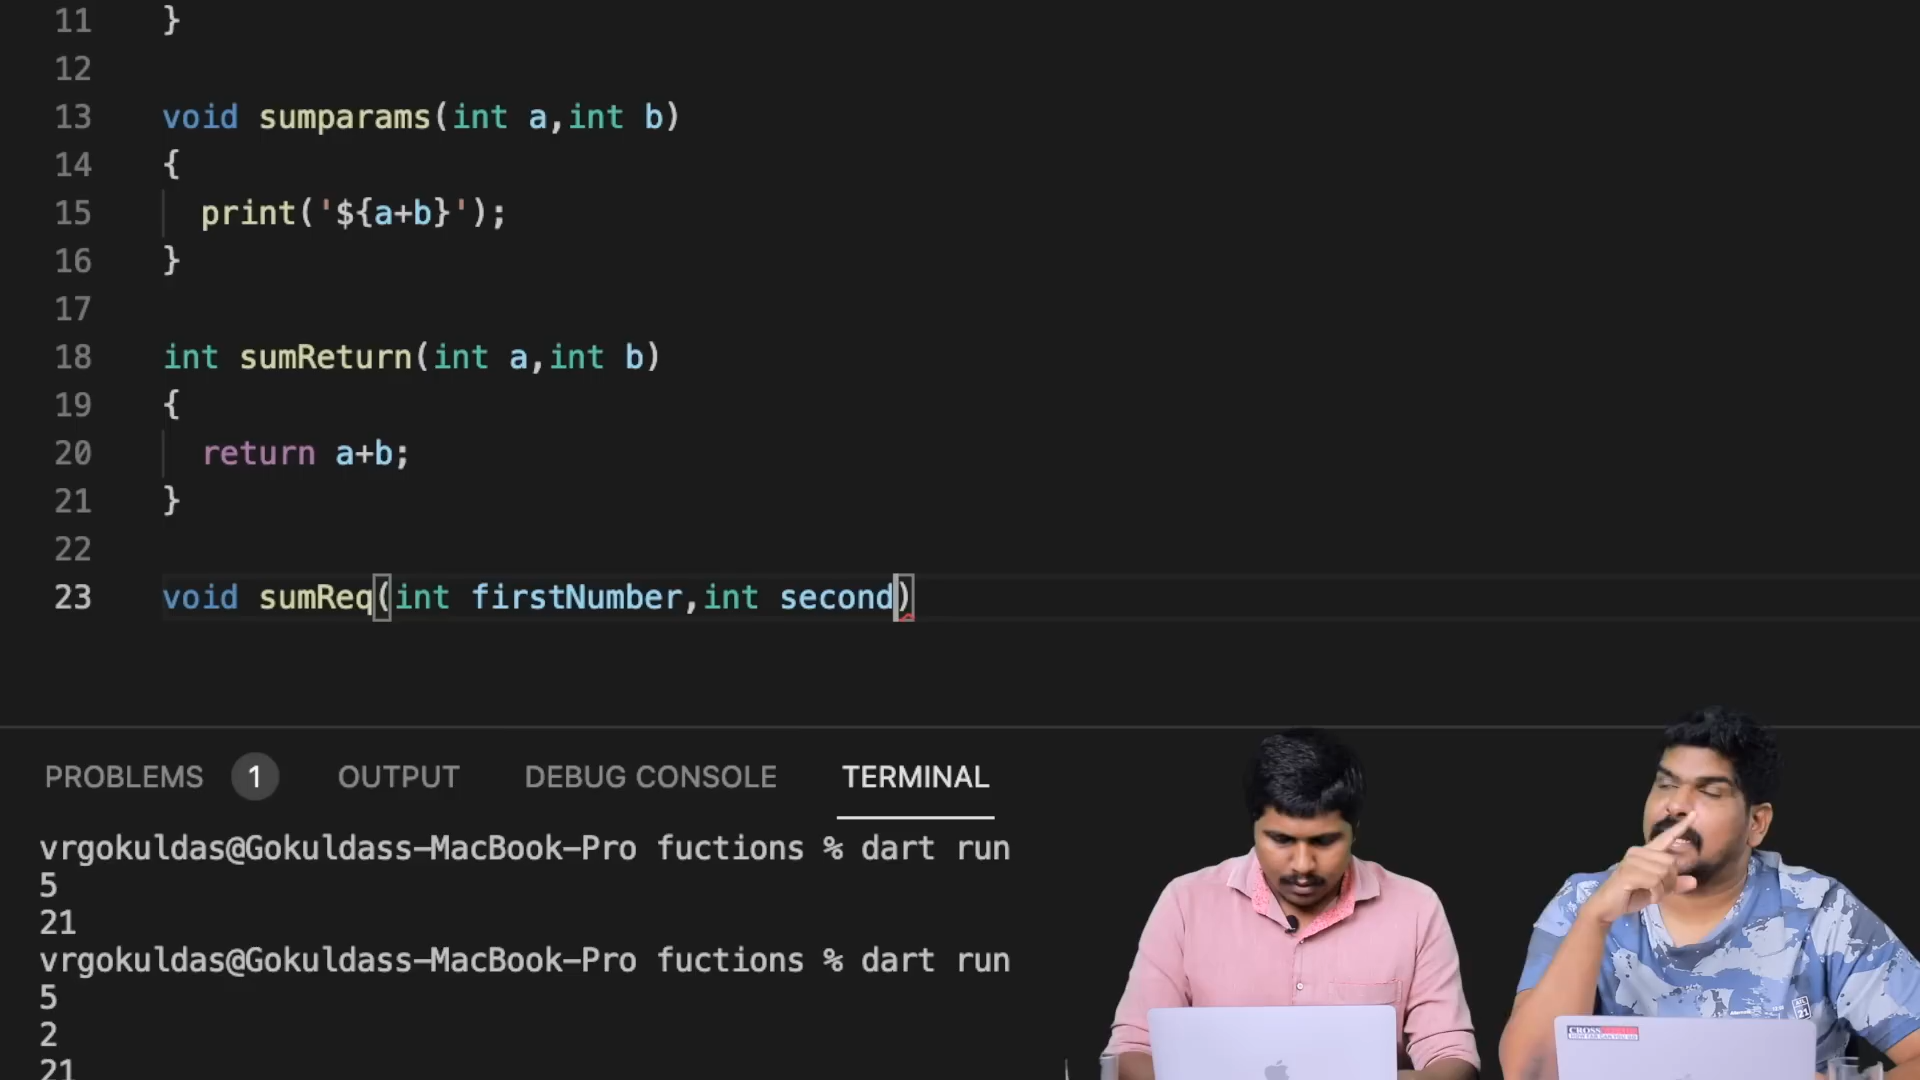 11 }
12
13 void sumparams(int a,int b)
14 {
15 print('${a+b}');
16 }
17
18 int sumReturn(int a,int b)
19 {
20 return a+b;
21 }
22
23 void sumReq(int firstNumber,int second)
PROBLEMS 1 OUTPUT DEBUG CONSOLE TERMINAL
vrgokuldas@Gokuldass-MacBook-Pro fuctions % dart run
5
21
vrgokuldas@Gokuldass-MacBook-Pro fuctions % dart run
5
2
21
CROSS